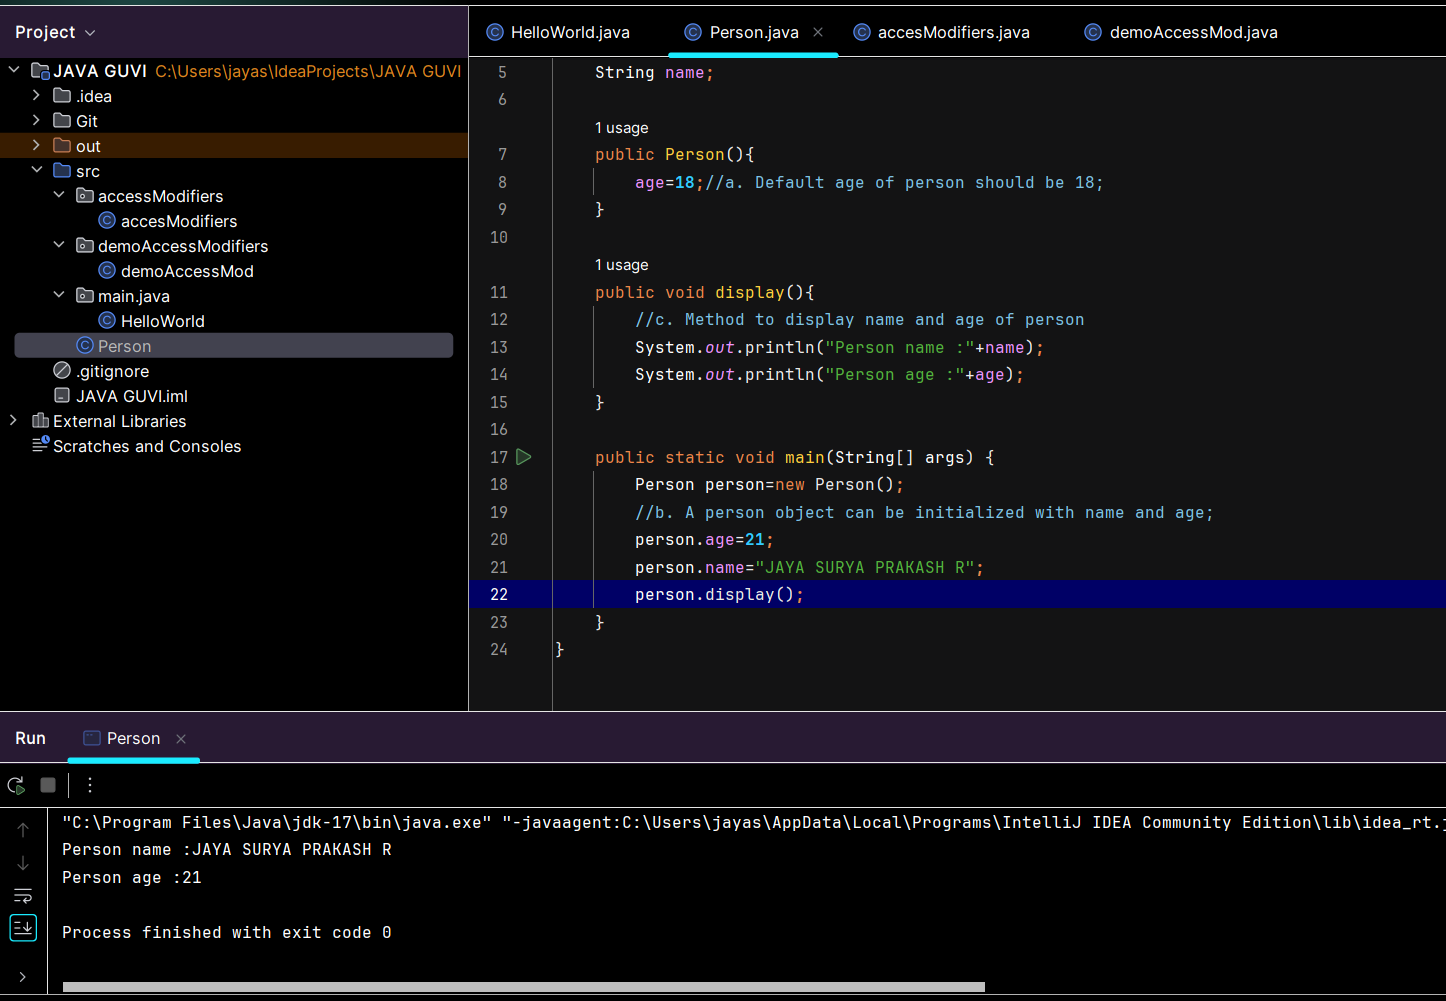 Project
JAVA GUVI C:\Users\jayas\IdeaProjects\JAVA GUVI
.idea
Git
out
src
accessModifiers
accesModifiers
demoAccessModifiers
demoAccessMod
main.java
HelloWorld
Person
.gitignore
JAVA GUVI.iml
External Libraries
Scratches and Consoles
HelloWorld.java Person.java accesModifiers.java demoAccessMod.java
5 String name;
6
1 usage
7 public Person(){
8 age=18;//a. Default age of person should be 18;
9 }
10
1 usage
11 public void display(){
12 //c. Method to display name and age of person
13 System.out.println("Person name :"+name);
14 System.out.println("Person age :"+age);
15 }
16
17 public static void main(String[] args) {
18 Person person=new Person();
19 //b. A person object can be initialized with name and age;
20 person.age=21;
21 person.name="JAYA SURYA PRAKASH R";
22 person.display();
23 }
24 }
Run Person
"C:\Program Files\Java\jdk-17\bin\java.exe" "-javaagent:C:\Users\jayas\AppData\Local\Programs\IntelliJ IDEA Community Edition\lib\idea_rt.j
Person name :JAYA SURYA PRAKASH R
Person age :21
Process finished with exit code 0